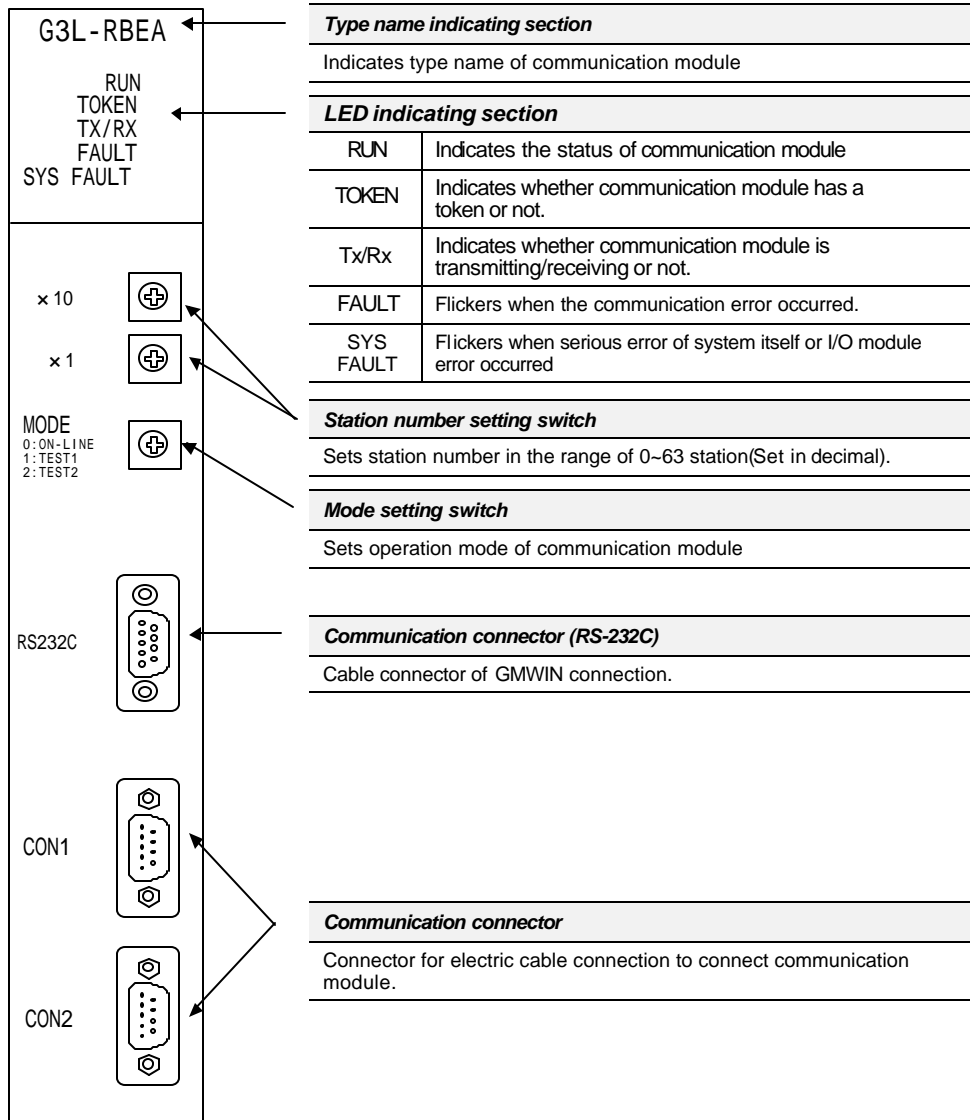 G3L-RBEA
RUN
TOKEN
TX/RX
FAULT
SYS FAULT
× 10
× 1
MODE
0:ON-LINE
1:TEST1
2:TEST2
RS232C
CON1
CON2
Type name indicating section
Indicates type name of communication module
LED indicating section
RUN Indicates the status of communication module
TOKEN Indicates whether communication module has a
token or not.
Tx/Rx Indicates whether communication module is
transmitting/receiving or not.
FAULT Flickers when the communication error occurred.
SYS FAULT Flickers when serious error of system itself or I/O module
error occurred
Station number setting switch
Sets station number in the range of 0~63 station(Set in decimal).
Mode setting switch
Sets operation mode of communication module
Communication connector (RS-232C)
Cable connector of GMWIN connection.
Communication connector
Connector for electric cable connection to connect communication
module.